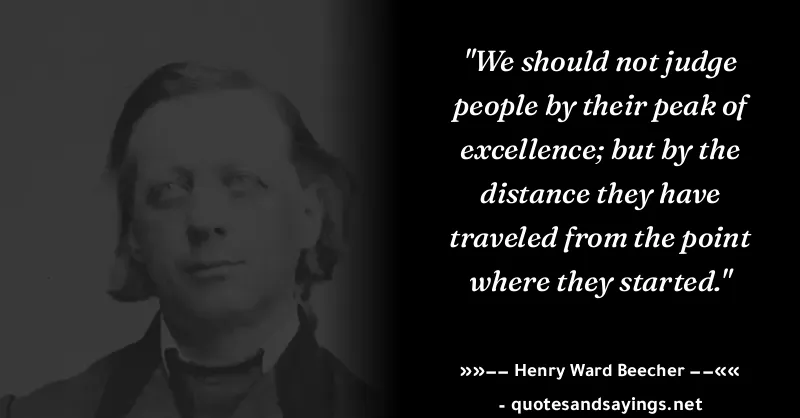 "We should not judge
people by their peak of
excellence; but by the
distance they have
traveled from the point
where they started."
»»–– Henry Ward Beecher ––««
- quotesandsayings.net